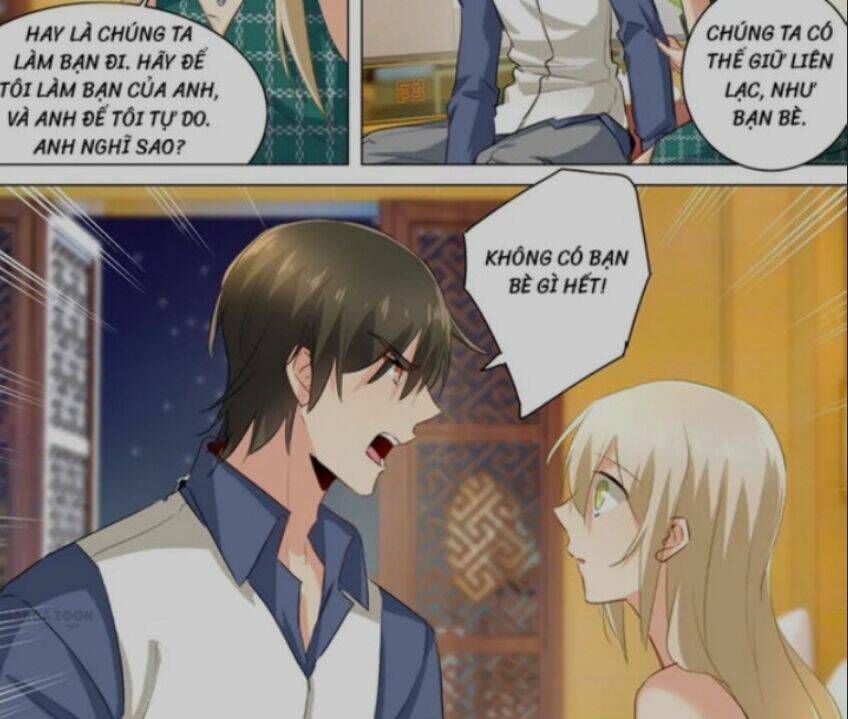 HAY LÀ CHÚNG TA
LÀM BẠN ĐI. HÃY ĐỂ
TÔI LÀM BẠN CỦA ANH,
VÀ ANH ĐỂ TÔI TỰ DO.
ANH NGHĨ SAO?
CHÚNG TA CÓ
THỂ GIỮ LIÊN
LẠC, NHƯ
BẠN BÈ.
KHÔNG CÓ BẠN
BÈ GÌ HẾT!